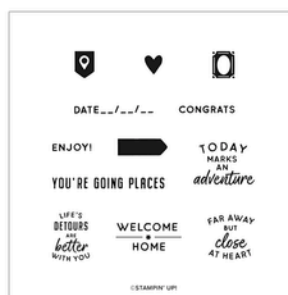 DATE__/__/__ CONGRATS
ENJOY!
TODAY
MARKS
AN
adventure
YOU'RE GOING PLACES
LIFE'S
DETOURS
ARE
better
WITH YOU
WELCOME
HOME
FAR AWAY
BUT
close
AT HEART
©STAMPIN' UP!